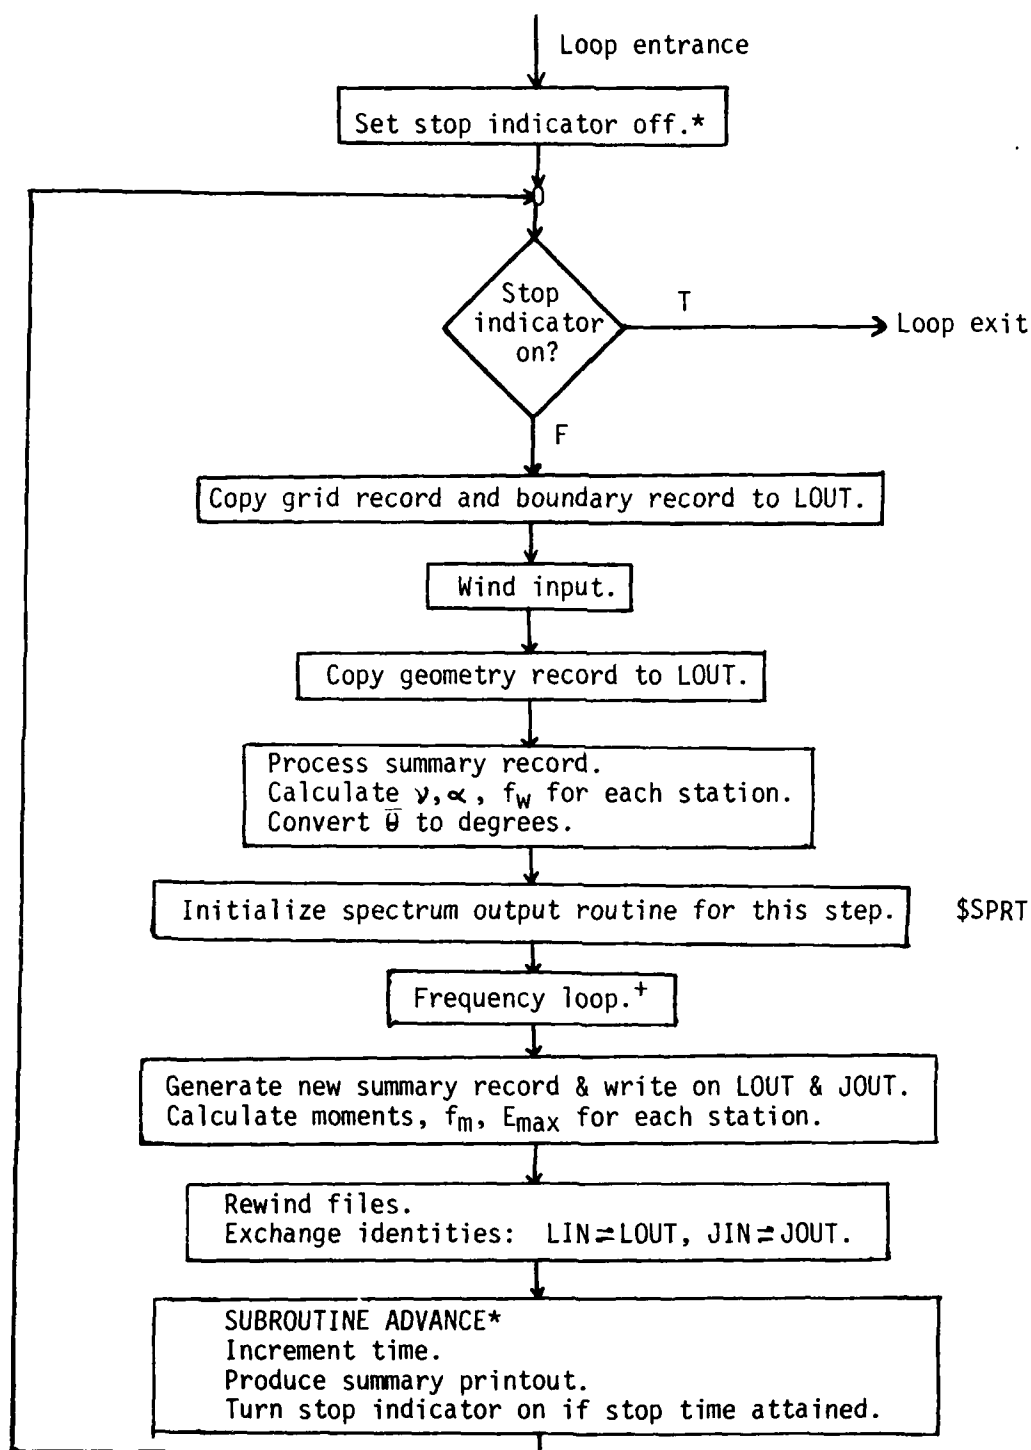 Loop entrance
Set stop indicator off.*
Stop
indicator
on?
T
Loop exit
F
Copy grid record and boundary record to LOUT.
Wind input.
Copy geometry record to LOUT.
Process summary record.
Calculate ν, α, fw for each station.
Convert θ̅ to degrees.
Initialize spectrum output routine for this step.
$SPRT
Frequency loop.+
Generate new summary record & write on LOUT & JOUT.
Calculate moments, fm, Emax for each station.
Rewind files.
Exchange identities: LIN⇌LOUT, JIN⇌JOUT.
SUBROUTINE ADVANCE*
Increment time.
Produce summary printout.
Turn stop indicator on if stop time attained.